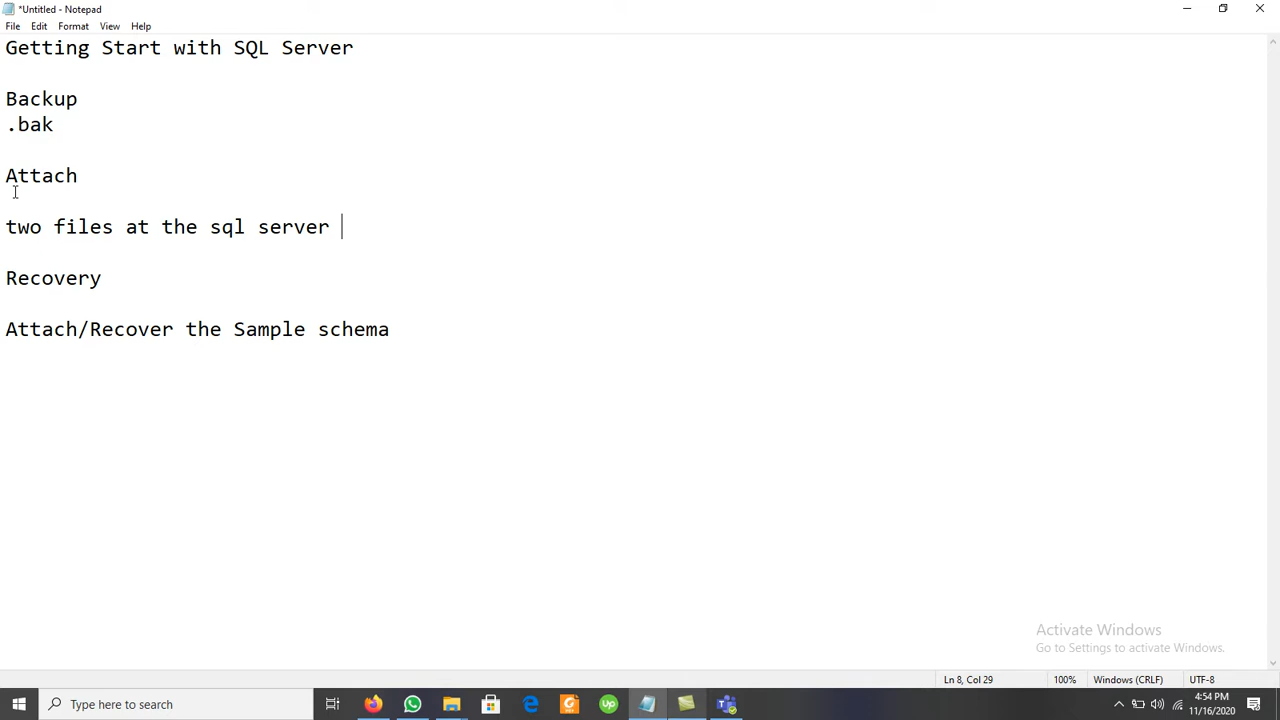 *Untitled - Notepad
File Edit Format View Help
Getting Start with SQL Server
Backup
.bak
Attach
two files at the sql server
Recovery
Attach/Recover the Sample schema
Activate Windows
Go to Settings to activate Windows.
Ln 8, Col 29 100% Windows (CRLF) UTF-8
Type here to search
up
4:54 PM
11/16/2020